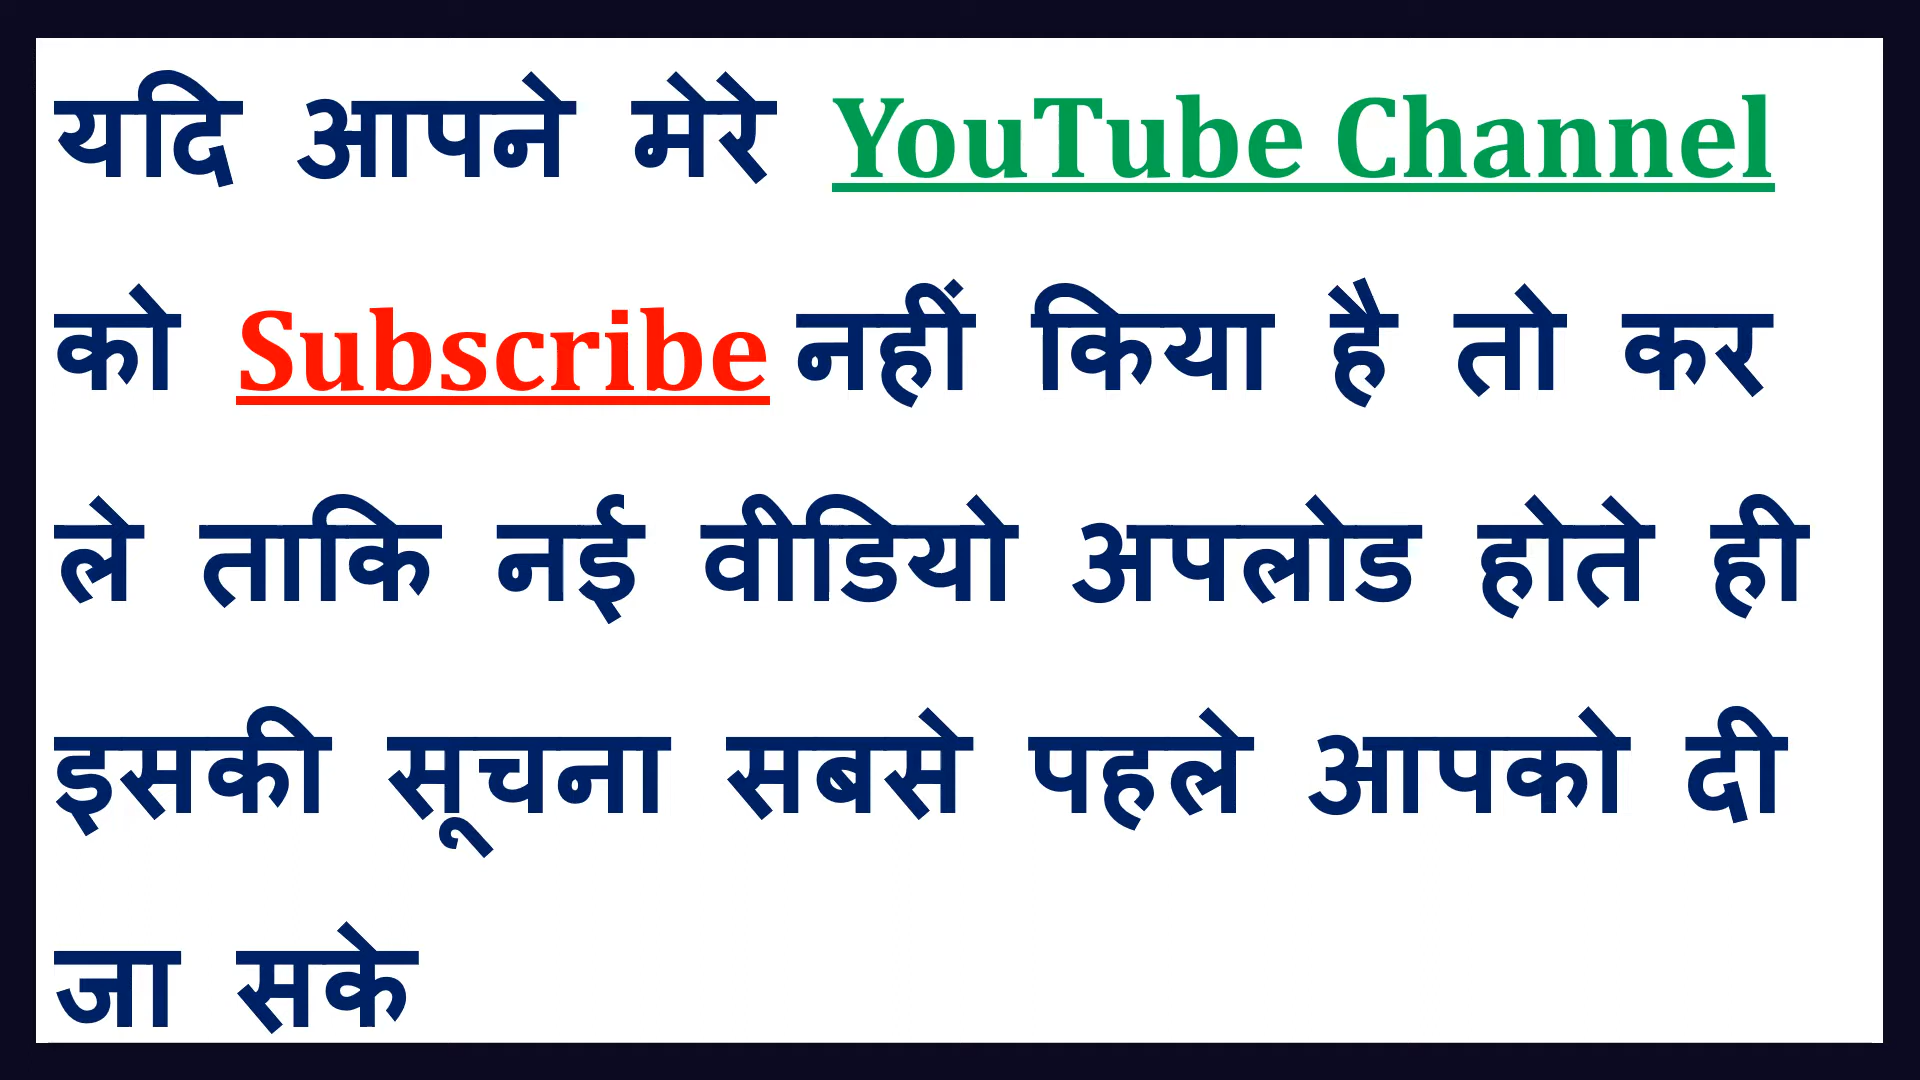 यदि आपने मेरे YouTube Channel
को Subscribe नहीं किया है तो कर
ले ताकि नई वीडियो अपलोड होते ही
इसकी सूचना सबसे पहले आपको दी
जा सके